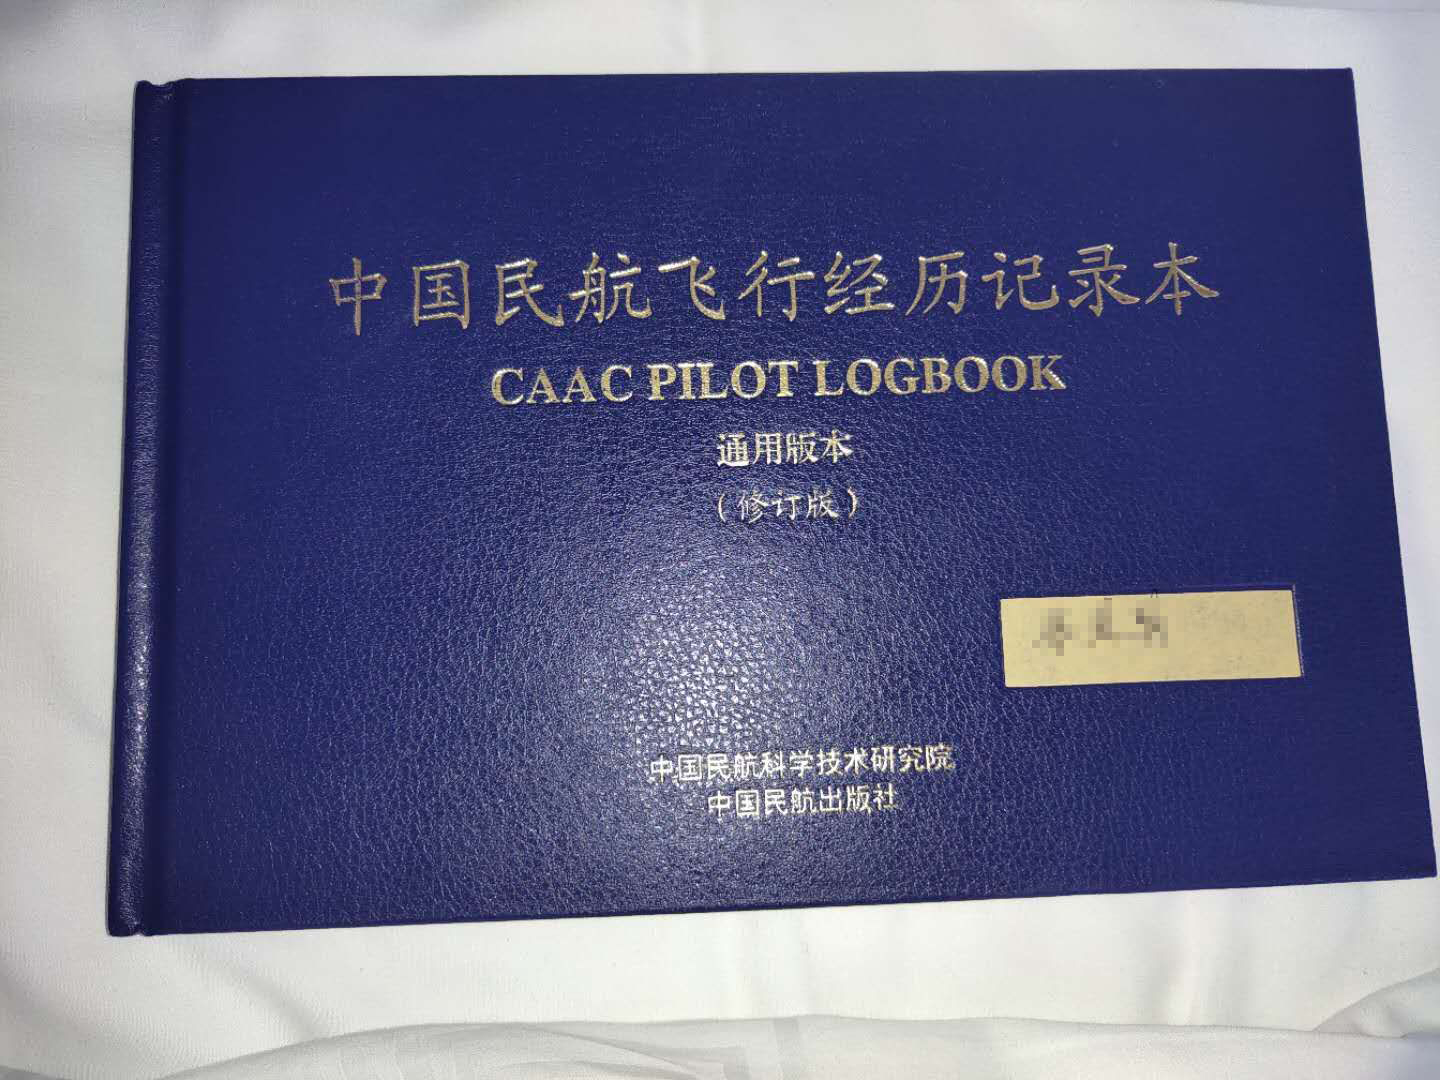 中国民航飞行经历记录本
CAAC PILOT LOGBOOK
通用版本
（修订版）
中国民航科学技术研究院
中国民航出版社